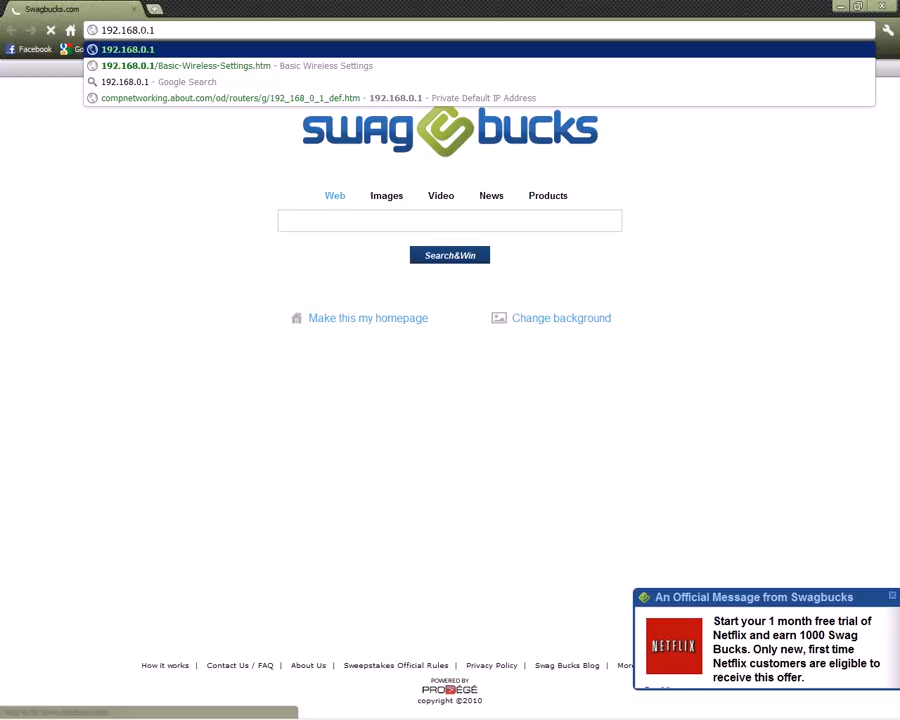 Swagbucks.com
192.168.0.1
Facebook
192.168.0.1
192.168.0.1/Basic-Wireless-Settings.htm - Basic Wireless Settings
192.168.0.1 - Google Search
compnetworking.about.com/od/routers/g/192_168_0_1_def.htm - 192.168.0.1 - Private Default IP Address
swag bucks
Web Images Video News Products
Search&Win
Make this my homepage Change background
An Official Message from Swagbucks
NETFLIX
Start your 1 month free trial of
Netflix and earn 1000 Swag
Bucks. Only new, first time
Netflix customers are eligible to
receive this offer.
How it works | Contact Us / FAQ | About Us | Sweepstakes Official Rules | Privacy Policy | Swag Bucks Blog | Mor
POWERED BY
PRODÉGÉ
copyright ©2010